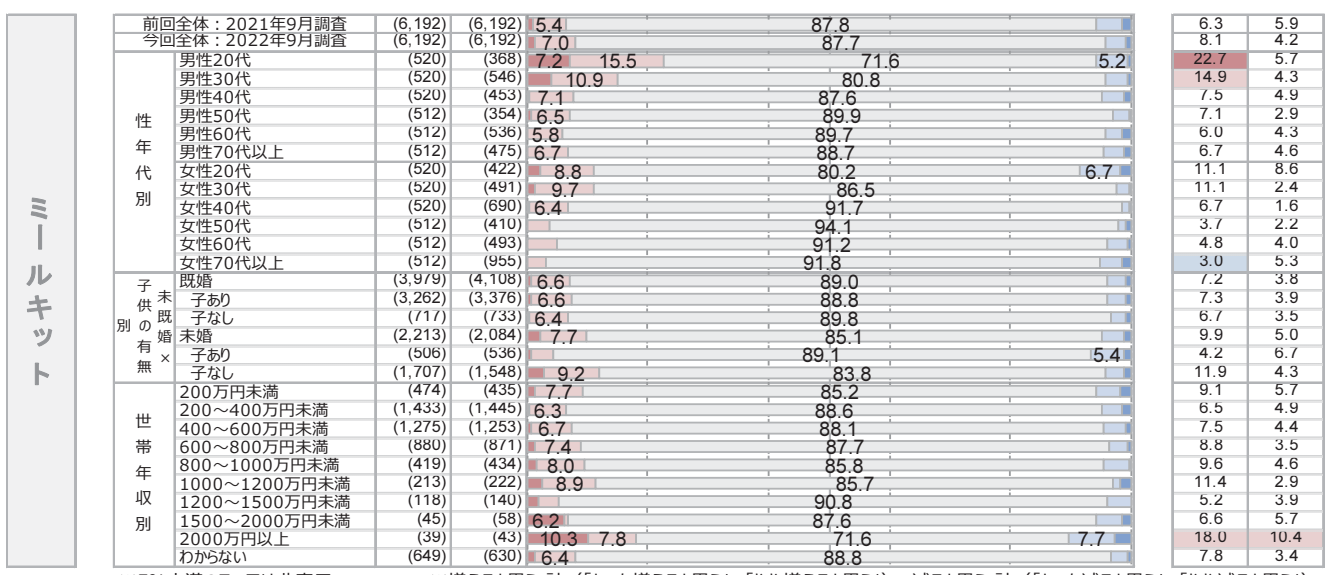 ミールキット
前回全体：2021年9月調査 (6,192) (6,192) 5.4 87.8 6.3 5.9
今回全体：2022年9月調査 (6,192) (6,192) 7.0 87.7 8.1 4.2
性年代別
男性20代 (520) (368) 7.2 15.5 71.6 5.2 22.7 5.7
男性30代 (520) (546) 10.9 80.8 14.9 4.3
男性40代 (520) (453) 7.1 87.6 7.5 4.9
男性50代 (512) (354) 6.5 89.9 7.1 2.9
男性60代 (512) (536) 5.8 89.7 6.0 4.3
男性70代以上 (512) (475) 6.7 88.7 6.7 4.6
女性20代 (520) (422) 8.8 80.2 6.7 11.1 8.6
女性30代 (520) (491) 9.7 86.5 11.1 2.4
女性40代 (520) (690) 6.4 91.7 6.7 1.6
女性50代 (512) (410) 94.1 3.7 2.2
女性60代 (512) (493) 91.2 4.8 4.0
女性70代以上 (512) (955) 91.8 3.0 5.3
未既婚×子供の有無別
既婚 (3,979) (4,108) 6.6 89.0 7.2 3.8
子あり (3,262) (3,376) 6.6 88.8 7.3 3.9
子なし (717) (733) 6.4 89.8 6.7 3.5
未婚 (2,213) (2,084) 7.7 85.1 9.9 5.0
子あり (506) (536) 89.1 5.4 4.2 6.7
子なし (1,707) (1,548) 9.2 83.8 11.9 4.3
世帯年収別
200万円未満 (474) (435) 7.7 85.2 9.1 5.7
200～400万円未満 (1,433) (1,445) 6.3 88.6 6.5 4.9
400～600万円未満 (1,275) (1,253) 6.7 88.1 7.5 4.4
600～800万円未満 (880) (871) 7.4 87.7 8.8 3.5
800～1000万円未満 (419) (434) 8.0 85.8 9.6 4.6
1000～1200万円未満 (213) (222) 8.9 85.7 11.4 2.9
1200～1500万円未満 (118) (140) 90.8 5.2 3.9
1500～2000万円未満 (45) (58) 6.2 87.6 6.6 5.7
2000万円以上 (39) (43) 10.3 7.8 71.6 7.7 18.0 10.4
わからない (649) (630) 6.4 88.8 7.8 3.4